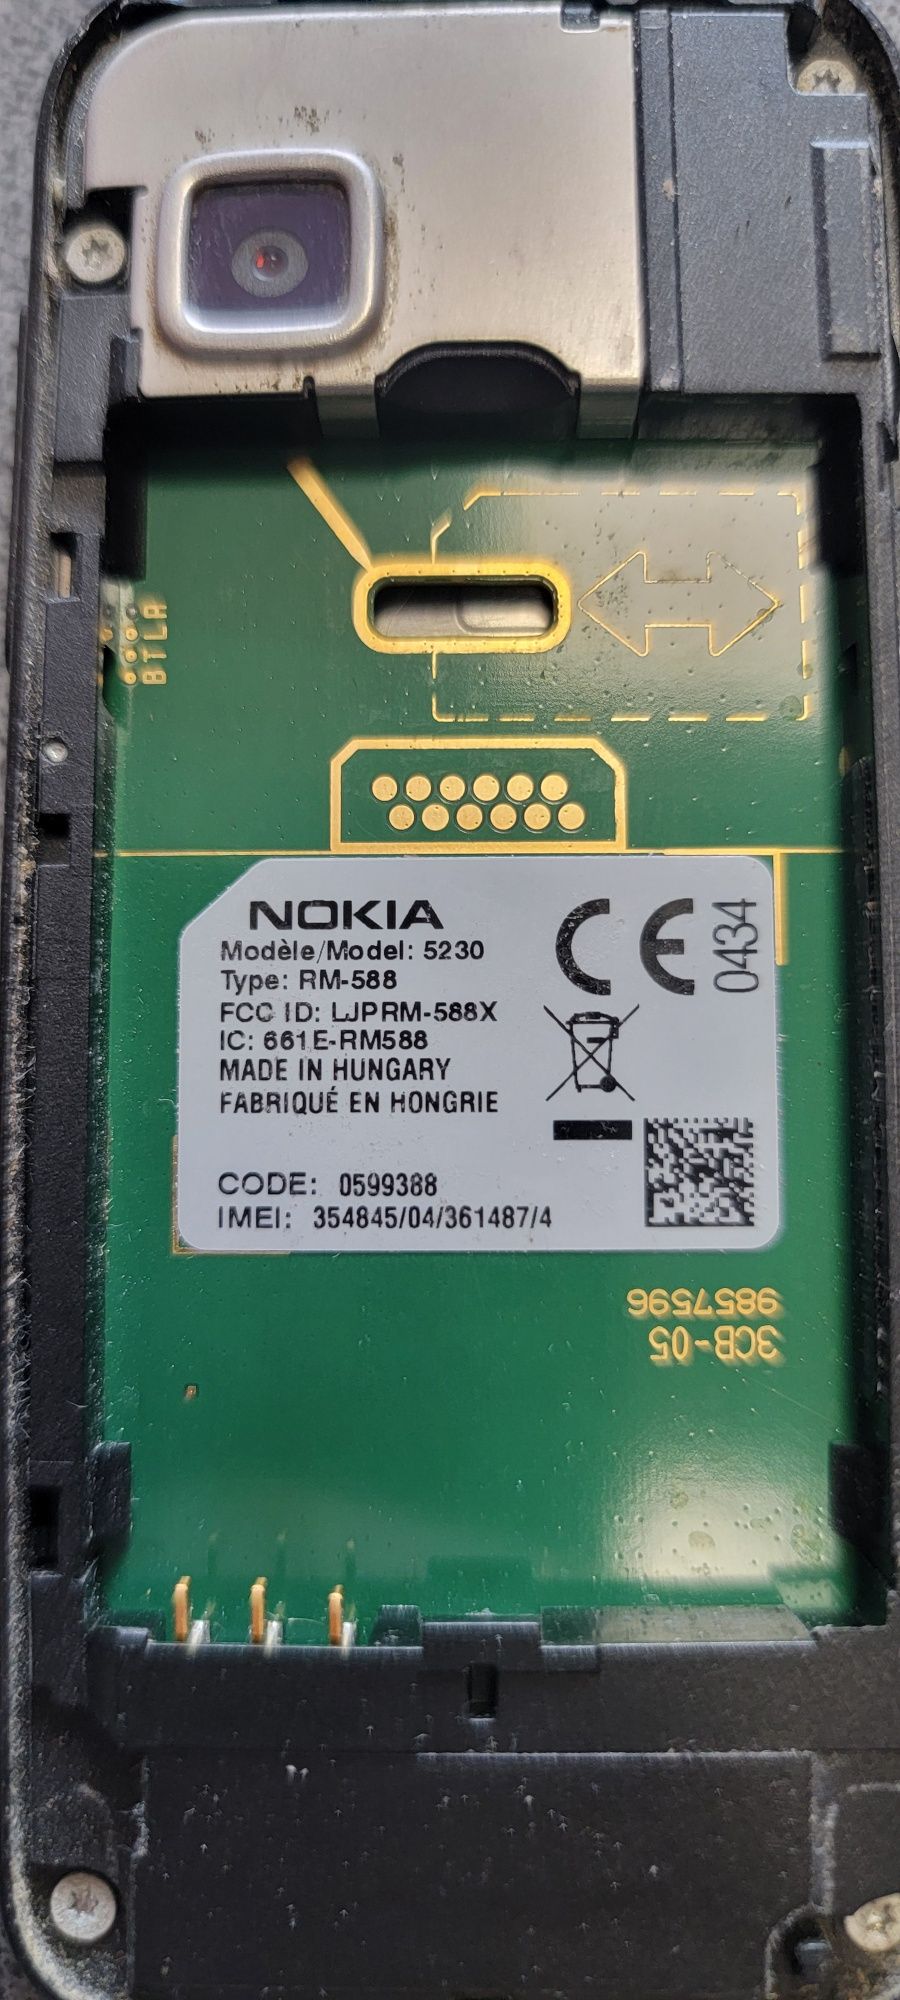 BTLA
NOKIA
Modèle/Model: 5230
Type: RM-588
FCC ID: LJPRM-588X
IC: 661E-RM588
MADE IN HUNGARY
FABRIQUÉ EN HONGRIE
CE 0434
CODE: 0599388
IMEI: 354845/04/361487/4
3CB-05
9857596